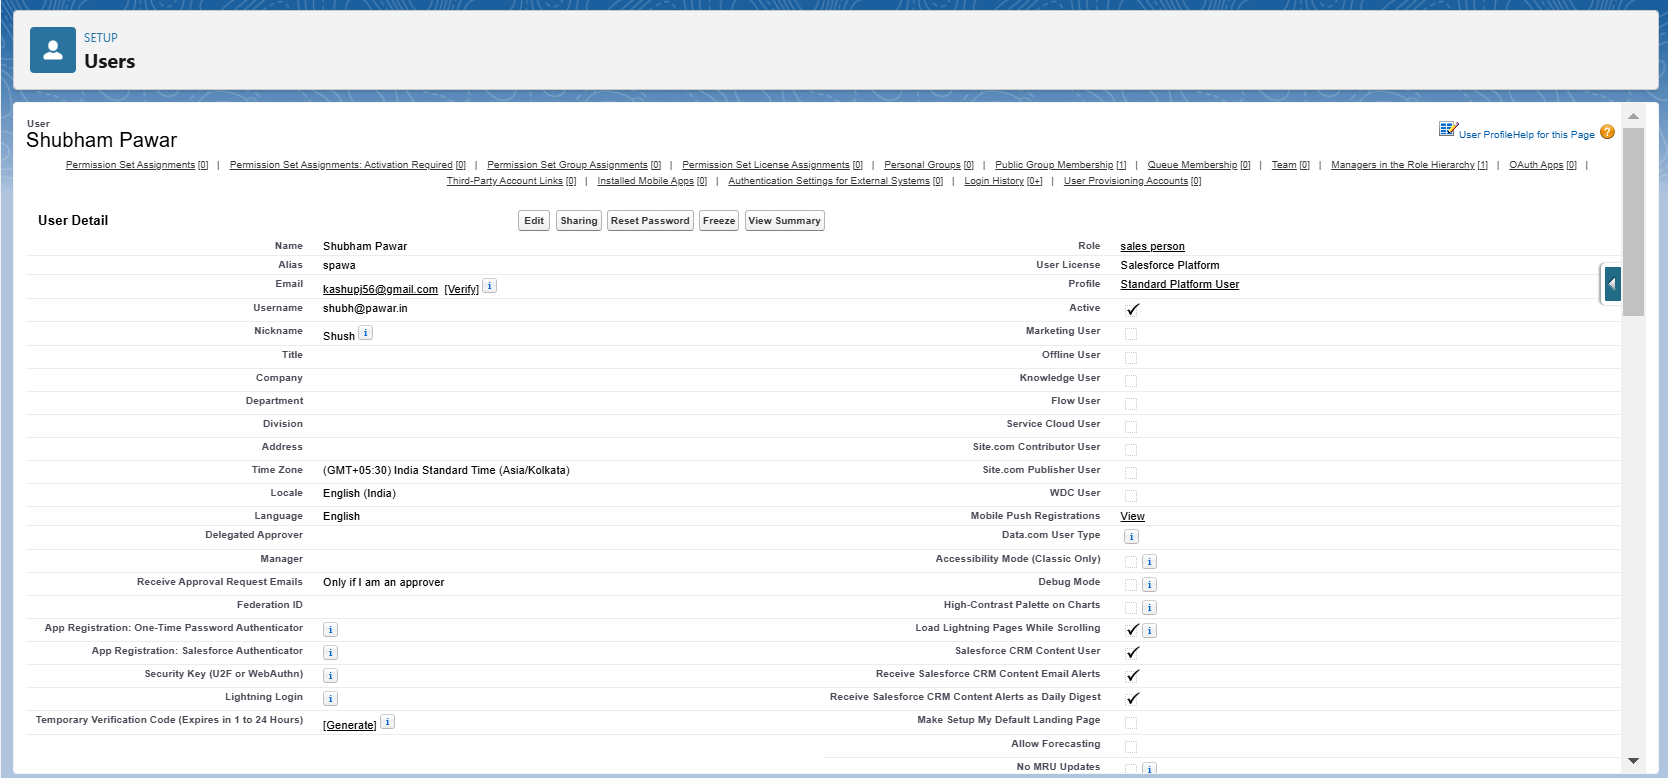 SETUP
Users
User
Shubham Pawar
User Profile Help for this Page
Permission Set Assignments [0] | Permission Set Assignments: Activation Required [0] | Permission Set Group Assignments [0] | Permission Set License Assignments [0] | Personal Groups [0] | Public Group Membership [1] | Queue Membership [0] | Team [0] | Managers in the Role Hierarchy [1] | OAuth Apps [0] |
Third-Party Account Links [0] | Installed Mobile Apps [0] | Authentication Settings for External Systems [0] | Login History [0+] | User Provisioning Accounts [0]
User Detail Edit Sharing Reset Password Freeze View Summary
Name Shubham Pawar Role sales person
Alias spawa User License Salesforce Platform
Email kashupj56@gmail.com [Verify] i Profile Standard Platform User
Username shubh@pawar.in Active
Nickname Shush i Marketing User
Title Offline User
Company Knowledge User
Department Flow User
Division Service Cloud User
Address Site.com Contributor User
Time Zone (GMT+05:30) India Standard Time (Asia/Kolkata) Site.com Publisher User
Locale English (India) WDC User
Language English Mobile Push Registrations View
Delegated Approver Data.com User Type i
Manager Accessibility Mode (Classic Only) i
Receive Approval Request Emails Only if I am an approver Debug Mode i
Federation ID High-Contrast Palette on Charts i
App Registration: One-Time Password Authenticator i Load Lightning Pages While Scrolling i
App Registration: Salesforce Authenticator i Salesforce CRM Content User
Security Key (U2F or WebAuthn) i Receive Salesforce CRM Content Email Alerts
Lightning Login i Receive Salesforce CRM Content Alerts as Daily Digest
Temporary Verification Code (Expires in 1 to 24 Hours) [Generate] i Make Setup My Default Landing Page
Allow Forecasting
No MRU Updates i